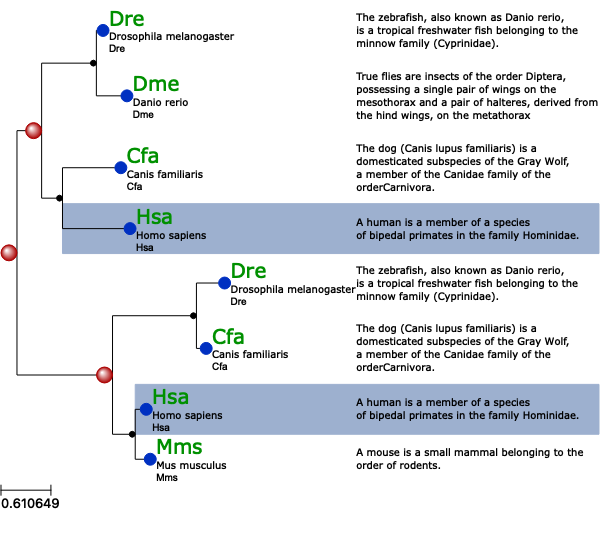 Dre
Drosophila melanogaster
Dre
The zebrafish, also known as Danio rerio,
is a tropical freshwater fish belonging to the
minnow family (Cyprinidae).
Dme
Danio rerio
Dme
True flies are insects of the order Diptera,
possessing a single pair of wings on the
mesothorax and a pair of halteres, derived from
the hind wings, on the metathorax
Cfa
Canis familiaris
Cfa
The dog (Canis lupus familiaris) is a
domesticated subspecies of the Gray Wolf,
a member of the Canidae family of the
orderCarnivora.
Hsa
Homo sapiens
Hsa
A human is a member of a species
of bipedal primates in the family Hominidae.
Dre
Drosophila melanogaster
Dre
The zebrafish, also known as Danio rerio,
is a tropical freshwater fish belonging to the
minnow family (Cyprinidae).
Cfa
Canis familiaris
Cfa
The dog (Canis lupus familiaris) is a
domesticated subspecies of the Gray Wolf,
a member of the Canidae family of the
orderCarnivora.
Hsa
Homo sapiens
Hsa
A human is a member of a species
of bipedal primates in the family Hominidae.
Mms
Mus musculus
Mms
A mouse is a small mammal belonging to the
order of rodents.
0.610649